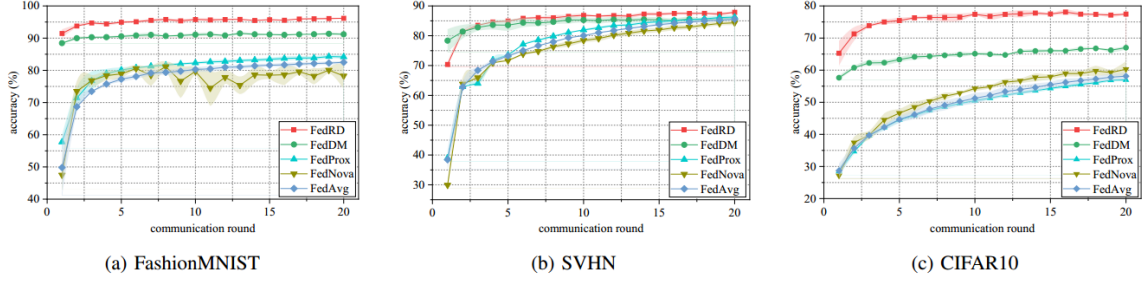 accuracy (%)
100
90
80
70
60
50
40
FedRD
FedDM
FedProx
FedNova
FedAvg
0 5 10 15 20
communication round
(a) FashionMNIST
accuracy (%)
90
80
70
60
50
40
30
FedRD
FedDM
FedProx
FedNova
FedAvg
0 5 10 15 20
communication round
(b) SVHN
accuracy (%)
90
80
70
60
50
40
30
20
FedRD
FedDM
FedProx
FedNova
FedAvg
0 5 10 15 20
communication round
(c) CIFAR10